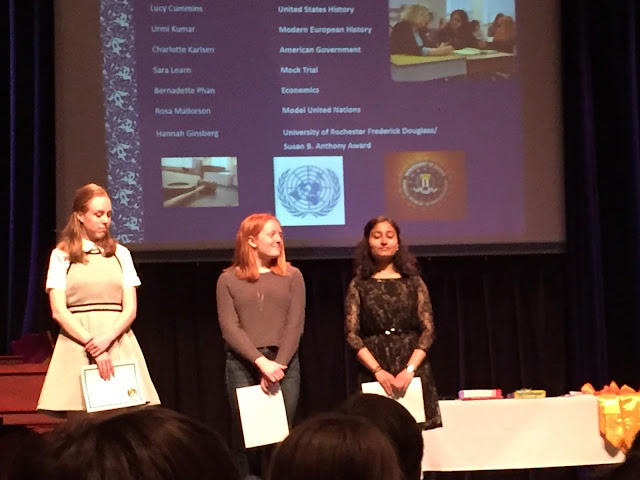 Lucy Cummins United States History
Urmi Kumar Modern European History
Charlotte Karlsen American Government
Sara Learn Mock Trial
Bernadette Phan Economics
Rosa Mallorson Model United Nations
Hannah Ginsberg University of Rochester Frederick Douglass/
Susan B. Anthony Award